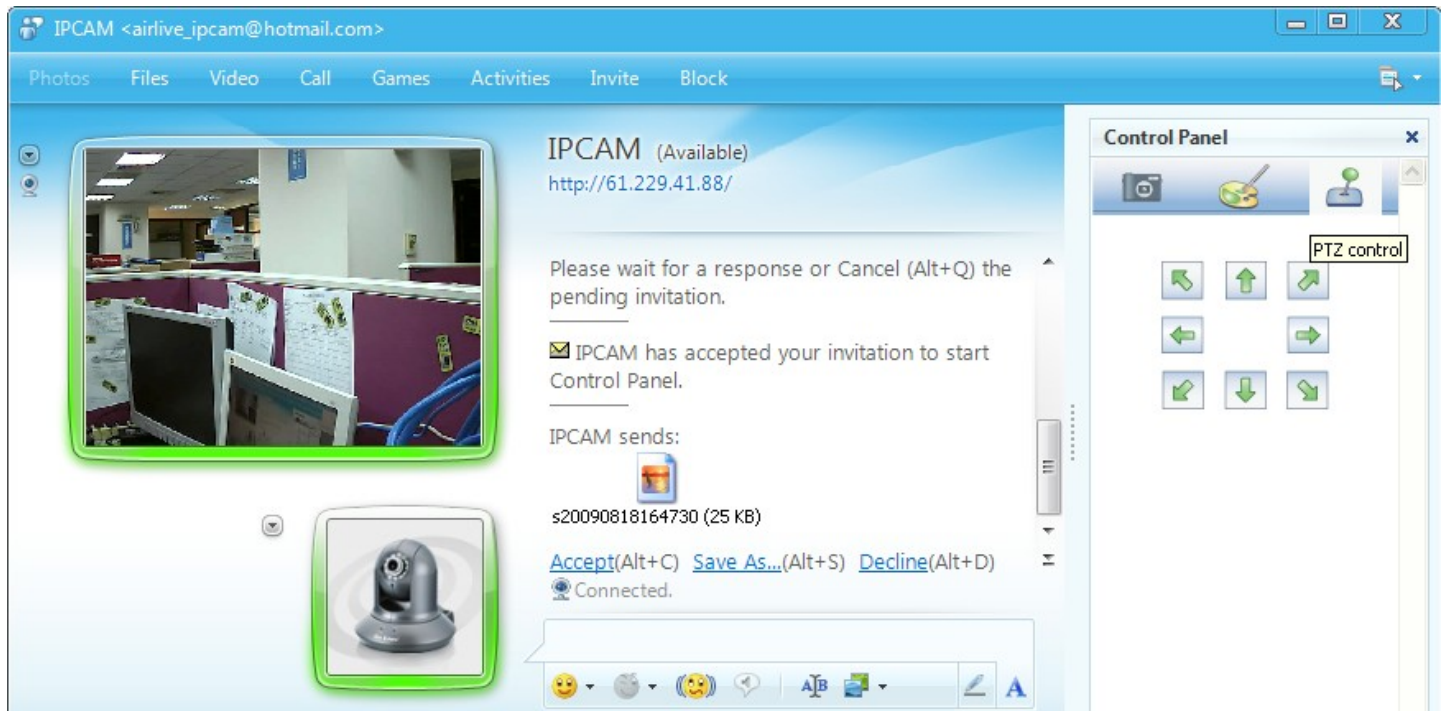 IPCAM <airlive_ipcam@hotmail.com>
Photos Files Video Call Games Activities Invite Block
IPCAM (Available)
http://61.229.41.88/
Please wait for a response or Cancel (Alt+Q) the
pending invitation.
IPCAM has accepted your invitation to start
Control Panel.
IPCAM sends:
s20090818164730 (25 KB)
Accept(Alt+C) Save As...(Alt+S) Decline(Alt+D)
Connected.
Control Panel
PTZ control